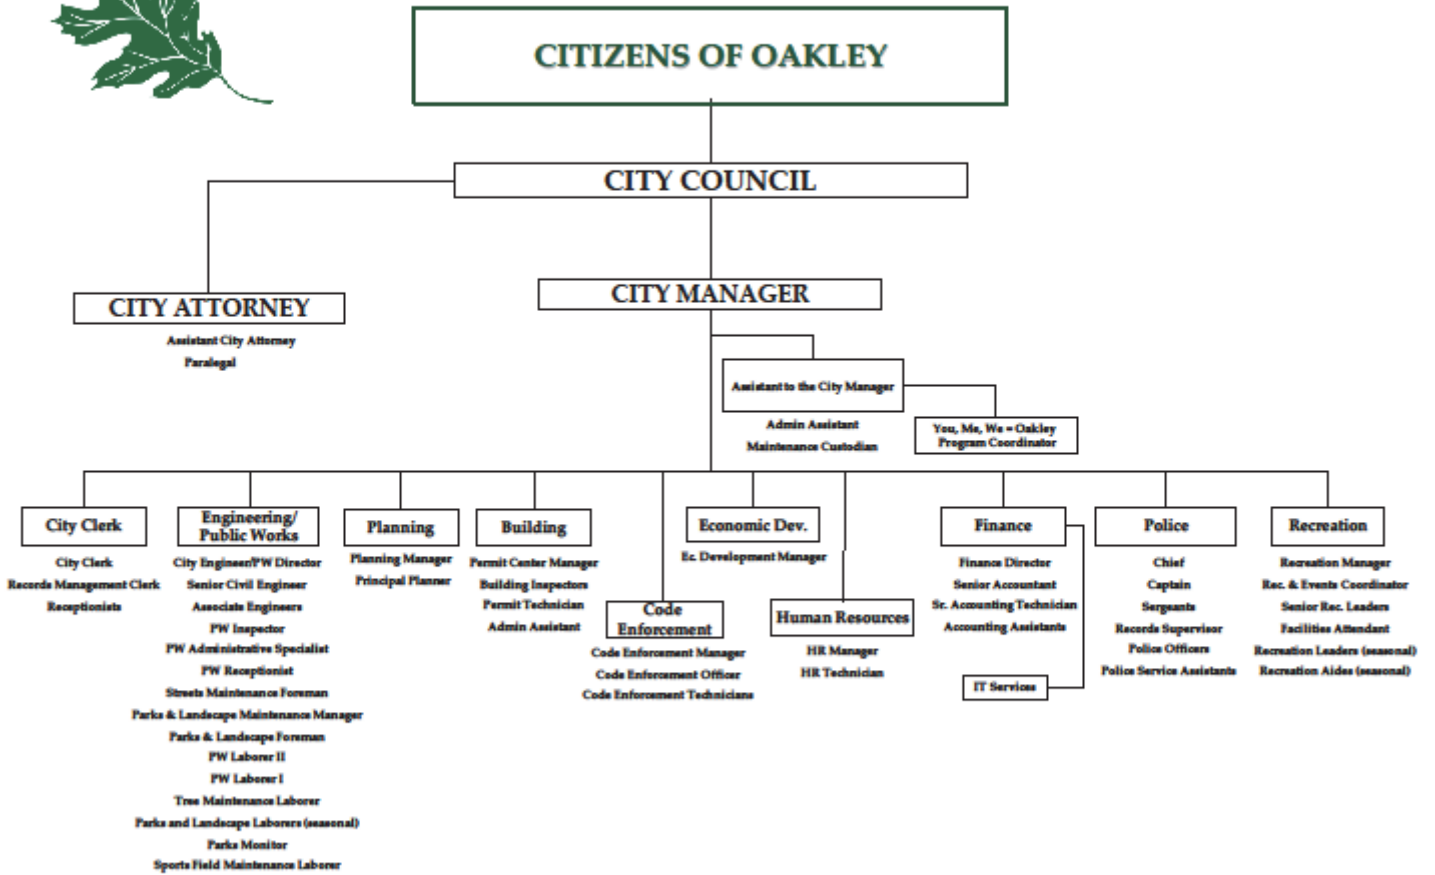 CITIZENS OF OAKLEY
CITY COUNCIL
CITY ATTORNEY
Assistant City Attorney
Paralegal
CITY MANAGER
Assistant to the City Manager
Admin Assistant
Maintenance Custodian
You, Me, We = Oakley
Program Coordinator
City Clerk
City Clerk
Records Management Clerk
Receptionists
Engineering/
Public Works
City Engineer/PW Director
Senior Civil Engineer
Associate Engineers
PW Inspector
PW Administrative Specialist
PW Receptionist
Streets Maintenance Foreman
Parks & Landscape Maintenance Manager
Parks & Landscape Foreman
PW Laborer II
PW Laborer I
Tree Maintenance Laborer
Parks and Landscape Laborers (seasonal)
Parks Monitor
Sports Field Maintenance Laborer
Planning
Planning Manager
Principal Planner
Building
Permit Center Manager
Building Inspectors
Permit Technician
Admin Assistant
Code
Enforcement
Code Enforcement Manager
Code Enforcement Officer
Code Enforcement Technicians
Economic Dev.
Ec. Development Manager
Human Resources
HR Manager
HR Technician
Finance
Finance Director
Senior Accountant
Sr. Accounting Technician
Accounting Assistants
IT Services
Police
Chief
Captain
Sergeants
Records Supervisor
Police Officers
Police Service Assistants
Recreation
Recreation Manager
Rec. & Events Coordinator
Senior Rec. Leaders
Facilities Attendant
Recreation Leaders (seasonal)
Recreation Aides (seasonal)